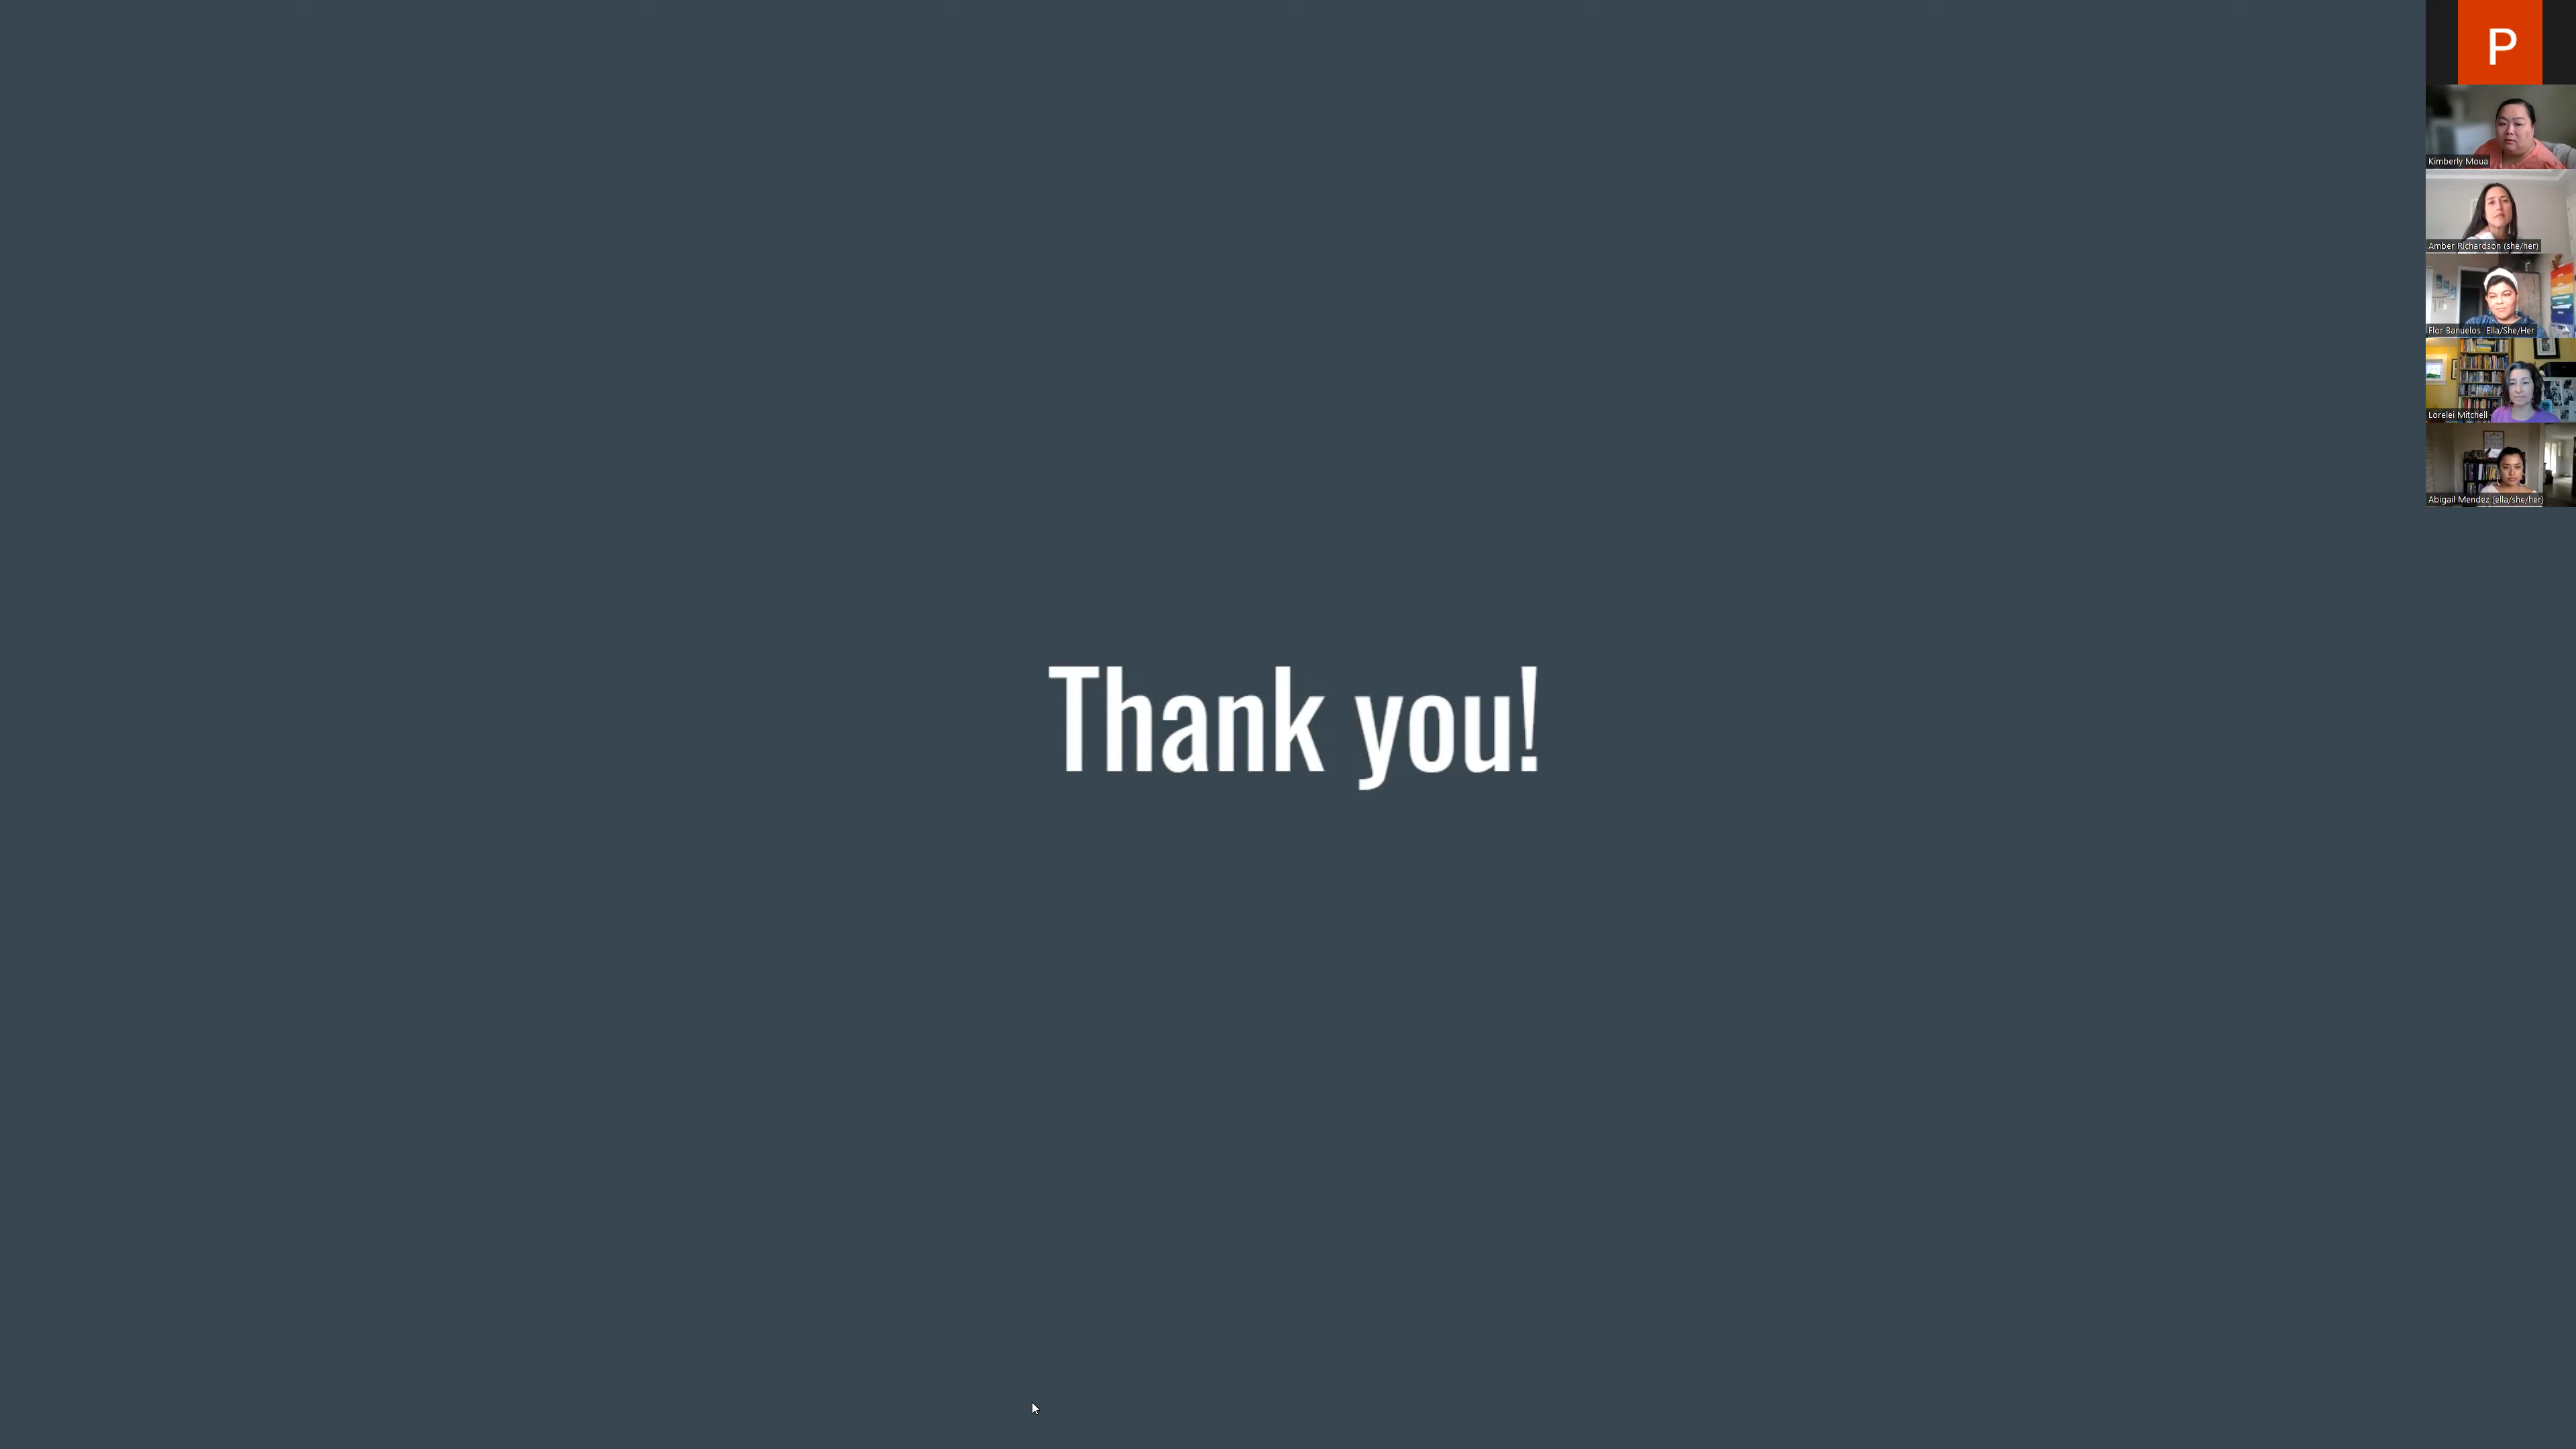 Thank you!
P
Kimberly Moua
Amber Richardson (she/her)
Flor Banuelos Ella/She/Her
Lorelei Mitchell
Abigail Mendez (ella/she/her)